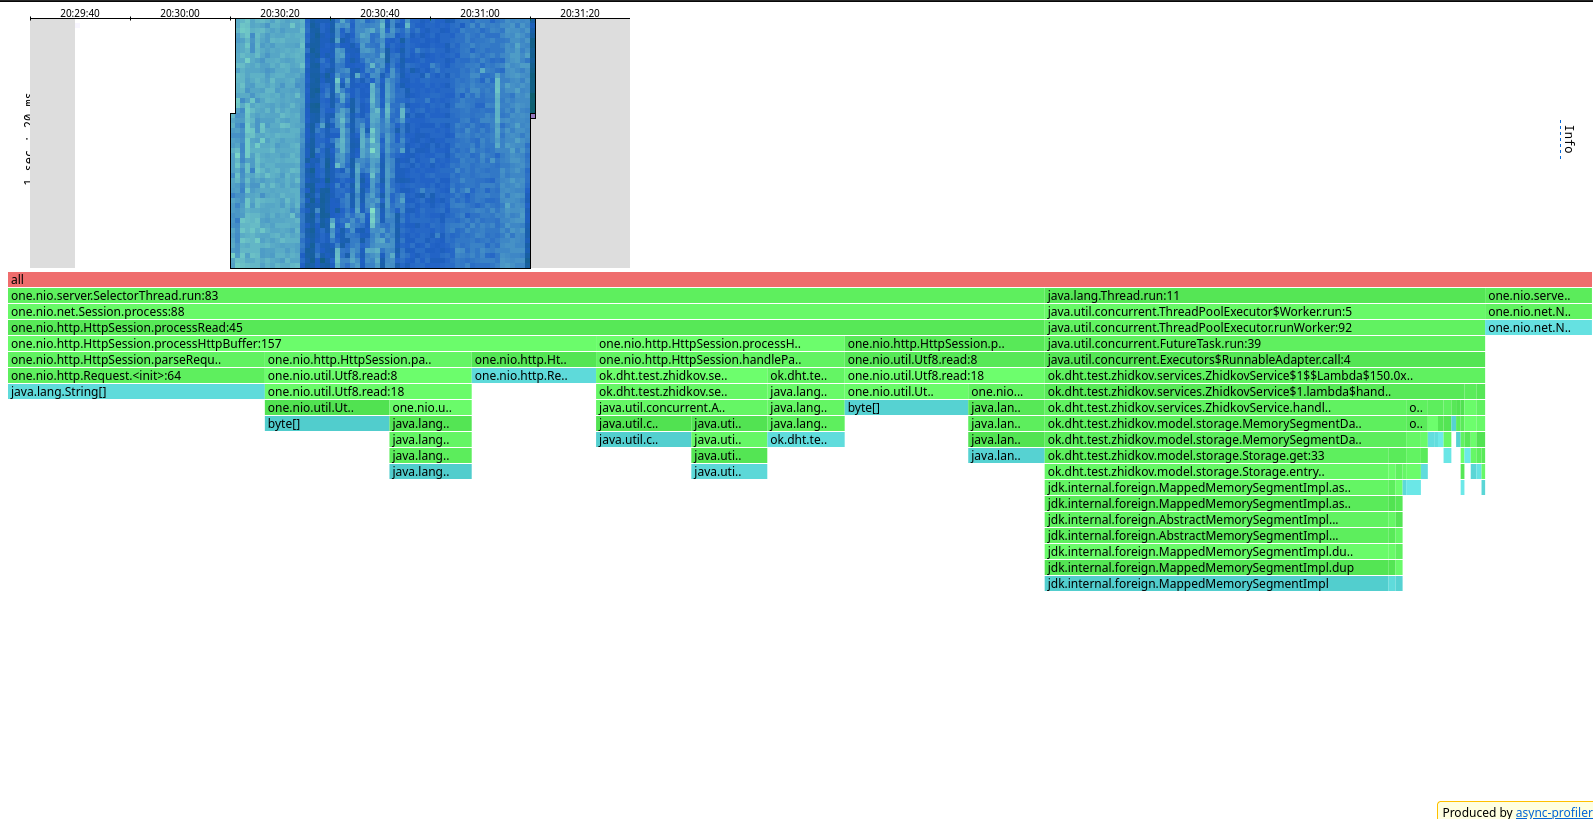 20:29:40 20:30:00 20:30:20 20:30:40 20:31:00 20:31:20
Info
all
one.nio.server.SelectorThread.run:83 java.lang.Thread.run:11 one.nio.serve..
one.nio.net.Session.process:88 java.util.concurrent.ThreadPoolExecutor$Worker.run:5 one.nio.net.N..
one.nio.http.HttpSession.processRead:45 java.util.concurrent.ThreadPoolExecutor.runWorker:92 one.nio.net.N..
one.nio.http.HttpSession.processHttpBuffer:157 one.nio.http.HttpSession.processH.. one.nio.http.HttpSession.p.. java.util.concurrent.FutureTask.run:39
one.nio.http.HttpSession.parseRequ.. one.nio.http.HttpSession.pa.. one.nio.http.Ht.. one.nio.http.HttpSession.handlePa.. one.nio.util.Utf8.read:8 java.util.concurrent.Executors$RunnableAdapter.call:4
one.nio.http.Request.<init>:64 one.nio.util.Utf8.read:8 one.nio.http.Re.. ok.dht.test.zhidkov.se.. ok.dht.te.. one.nio.util.Utf8.read:18 ok.dht.test.zhidkov.services.ZhidkovService$1$$Lambda$150.0x..
java.lang.String[] one.nio.util.Utf8.read:18 ok.dht.test.zhidkov.se.. java.lang.. one.nio.util.Ut.. one.nio... ok.dht.test.zhidkov.services.ZhidkovService$1.lambda$hand..
one.nio.util.Ut.. one.nio.u.. java.util.concurrent.A.. java.lang.. byte[] java.lan.. ok.dht.test.zhidkov.services.ZhidkovService.handl.. o..
byte[] java.lang.. java.util.c.. java.uti.. java.lang.. java.lan.. ok.dht.test.zhidkov.model.storage.MemorySegmentDa.. o..
java.lang.. java.util.c.. java.uti.. ok.dht.te.. java.lan.. ok.dht.test.zhidkov.model.storage.MemorySegmentDa..
java.lang.. java.uti.. java.lan.. ok.dht.test.zhidkov.model.storage.Storage.get:33
java.lang.. java.uti.. ok.dht.test.zhidkov.model.storage.Storage.entry..
jdk.internal.foreign.MappedMemorySegmentImpl.as..
jdk.internal.foreign.MappedMemorySegmentImpl.as..
jdk.internal.foreign.AbstractMemorySegmentImpl...
jdk.internal.foreign.AbstractMemorySegmentImpl...
jdk.internal.foreign.MappedMemorySegmentImpl.du..
jdk.internal.foreign.MappedMemorySegmentImpl.dup
jdk.internal.foreign.MappedMemorySegmentImpl
Produced by async-profiler